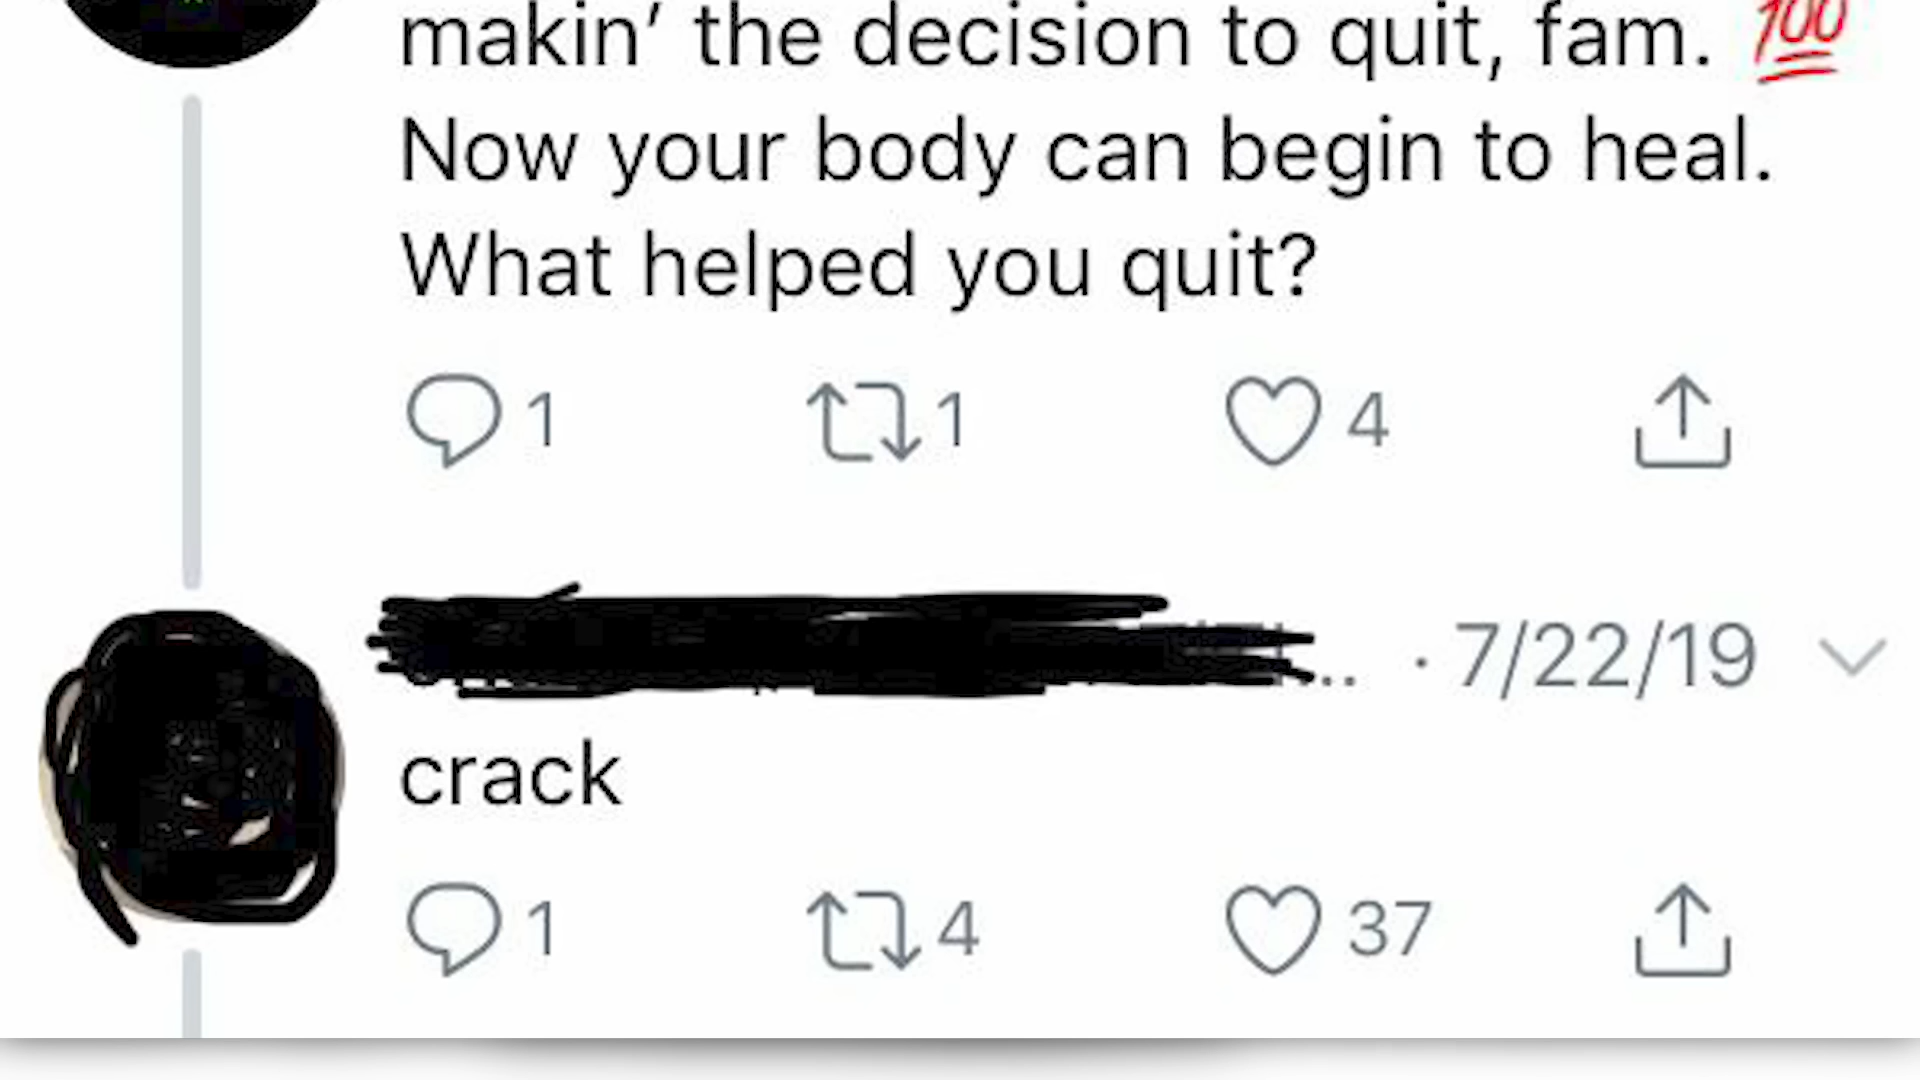 makin’ the decision to quit, fam. 💯
Now your body can begin to heal.
What helped you quit?
1 1 4
· 7/22/19
crack
1 4 37